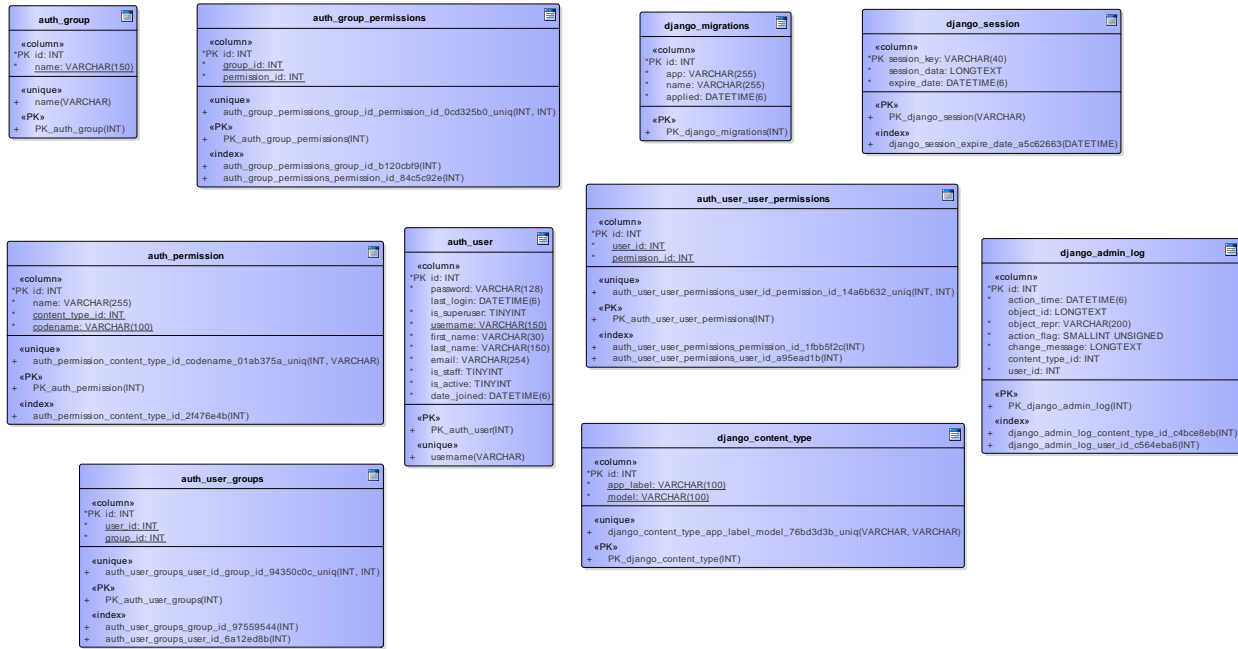 auth_group
«column»
*PK id: INT
* name: VARCHAR(150)
«unique»
+ name(VARCHAR)
«PK»
+ PK_auth_group(INT)
auth_group_permissions
«column»
*PK id: INT
* group_id: INT
* permission_id: INT
«unique»
+ auth_group_permissions_group_id_permission_id_0cd325b0_uniq(INT, INT)
«PK»
+ PK_auth_group_permissions(INT)
«index»
+ auth_group_permissions_group_id_b120cbf9(INT)
+ auth_group_permissions_permission_id_84c5c92e(INT)
django_migrations
«column»
*PK id: INT
* app: VARCHAR(255)
* name: VARCHAR(255)
* applied: DATETIME(6)
«PK»
+ PK_django_migrations(INT)
django_session
«column»
*PK session_key: VARCHAR(40)
* session_data: LONGTEXT
* expire_date: DATETIME(6)
«PK»
+ PK_django_session(VARCHAR)
«index»
+ django_session_expire_date_a5c62663(DATETIME)
auth_permission
«column»
*PK id: INT
* name: VARCHAR(255)
* content_type_id: INT
* codename: VARCHAR(100)
«unique»
+ auth_permission_content_type_id_codename_01ab375a_uniq(INT, VARCHAR)
«PK»
+ PK_auth_permission(INT)
«index»
+ auth_permission_content_type_id_2f476e4b(INT)
auth_user
«column»
*PK id: INT
* password: VARCHAR(128)
last_login: DATETIME(6)
* is_superuser: TINYINT
* username: VARCHAR(150)
* first_name: VARCHAR(30)
* last_name: VARCHAR(150)
* email: VARCHAR(254)
* is_staff: TINYINT
* is_active: TINYINT
* date_joined: DATETIME(6)
«PK»
+ PK_auth_user(INT)
«unique»
+ username(VARCHAR)
auth_user_user_permissions
«column»
*PK id: INT
* user_id: INT
* permission_id: INT
«unique»
+ auth_user_user_permissions_user_id_permission_id_14a6b632_uniq(INT, INT)
«PK»
+ PK_auth_user_user_permissions(INT)
«index»
+ auth_user_user_permissions_permission_id_1fbb5f2c(INT)
+ auth_user_user_permissions_user_id_a95ead1b(INT)
django_admin_log
«column»
*PK id: INT
* action_time: DATETIME(6)
object_id: LONGTEXT
* object_repr: VARCHAR(200)
* action_flag: SMALLINT UNSIGNED
* change_message: LONGTEXT
content_type_id: INT
* user_id: INT
«PK»
+ PK_django_admin_log(INT)
«index»
+ django_admin_log_content_type_id_c4bce8eb(INT)
+ django_admin_log_user_id_c564eba6(INT)
auth_user_groups
«column»
*PK id: INT
* user_id: INT
* group_id: INT
«unique»
+ auth_user_groups_user_id_group_id_94350c0c_uniq(INT, INT)
«PK»
+ PK_auth_user_groups(INT)
«index»
+ auth_user_groups_group_id_97559544(INT)
+ auth_user_groups_user_id_6a12ed8b(INT)
django_content_type
«column»
*PK id: INT
* app_label: VARCHAR(100)
* model: VARCHAR(100)
«unique»
+ django_content_type_app_label_model_76bd3d3b_uniq(VARCHAR, VARCHAR)
«PK»
+ PK_django_content_type(INT)